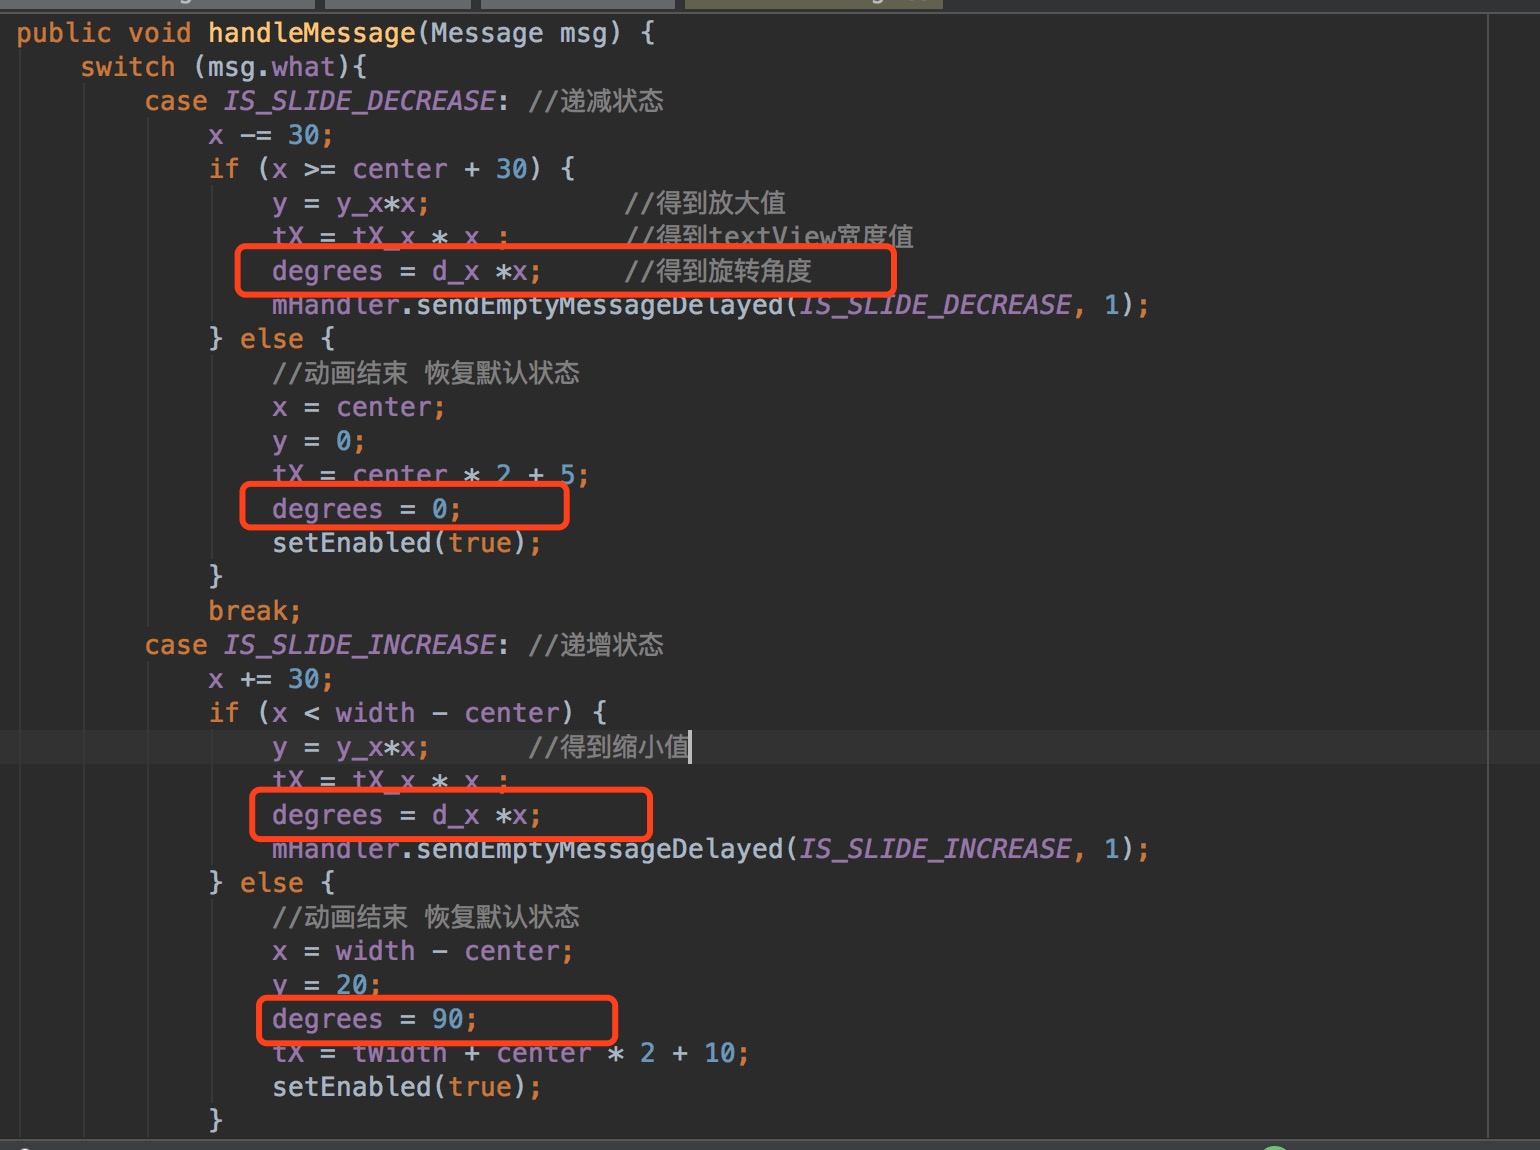 public void handleMessage(Message msg) {
switch (msg.what){
case IS_SLIDE_DECREASE: //递减状态
x -= 30;
if (x >= center + 30) {
y = y_x*x; //得到放大值
tX = tX_x * x ; //得到textView宽度值
degrees = d_x *x; //得到旋转角度
mHandler.sendEmptyMessageDelayed(IS_SLIDE_DECREASE, 1);
} else {
//动画结束 恢复默认状态
x = center;
y = 0;
tX = center * 2 + 5;
degrees = 0;
setEnabled(true);
}
break;
case IS_SLIDE_INCREASE: //递增状态
x += 30;
if (x < width - center) {
y = y_x*x; //得到缩小值
tX = tX_x * x ;
degrees = d_x *x;
mHandler.sendEmptyMessageDelayed(IS_SLIDE_INCREASE, 1);
} else {
//动画结束 恢复默认状态
x = width - center;
y = 20;
degrees = 90;
tX = tWidth + center * 2 + 10;
setEnabled(true);
}